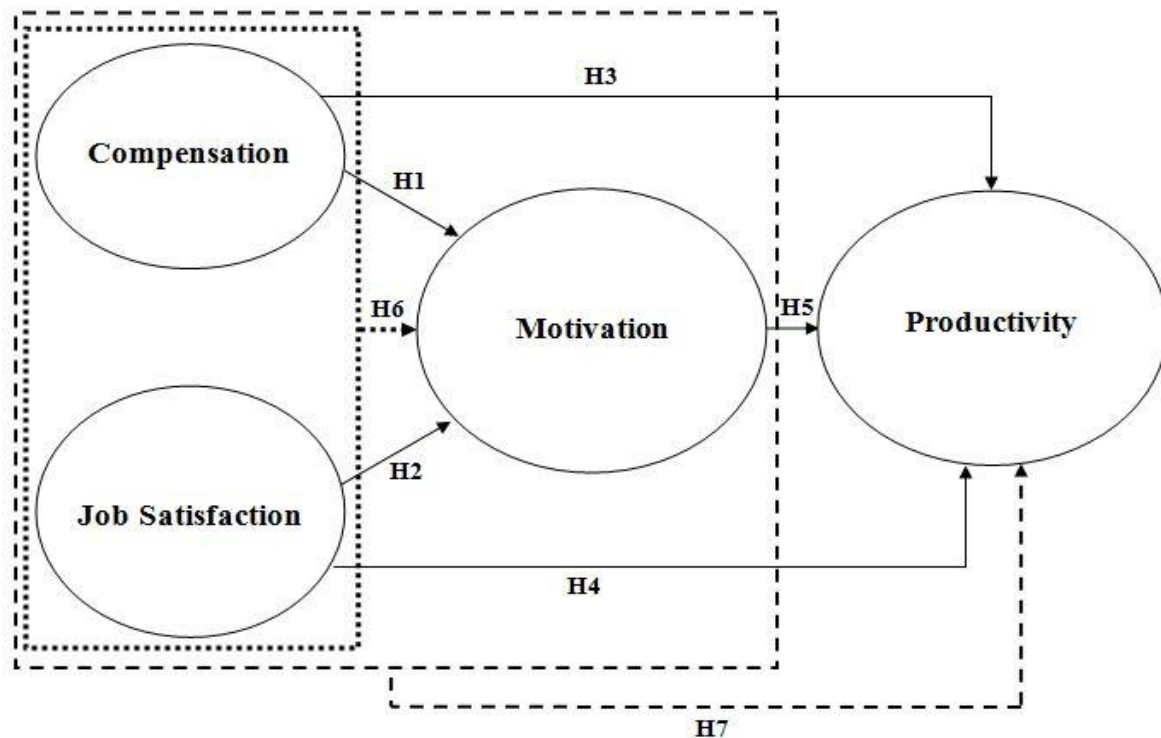 H3
Compensation
H1
H6
Motivation
H5
Productivity
H2
Job Satisfaction
H4
H7